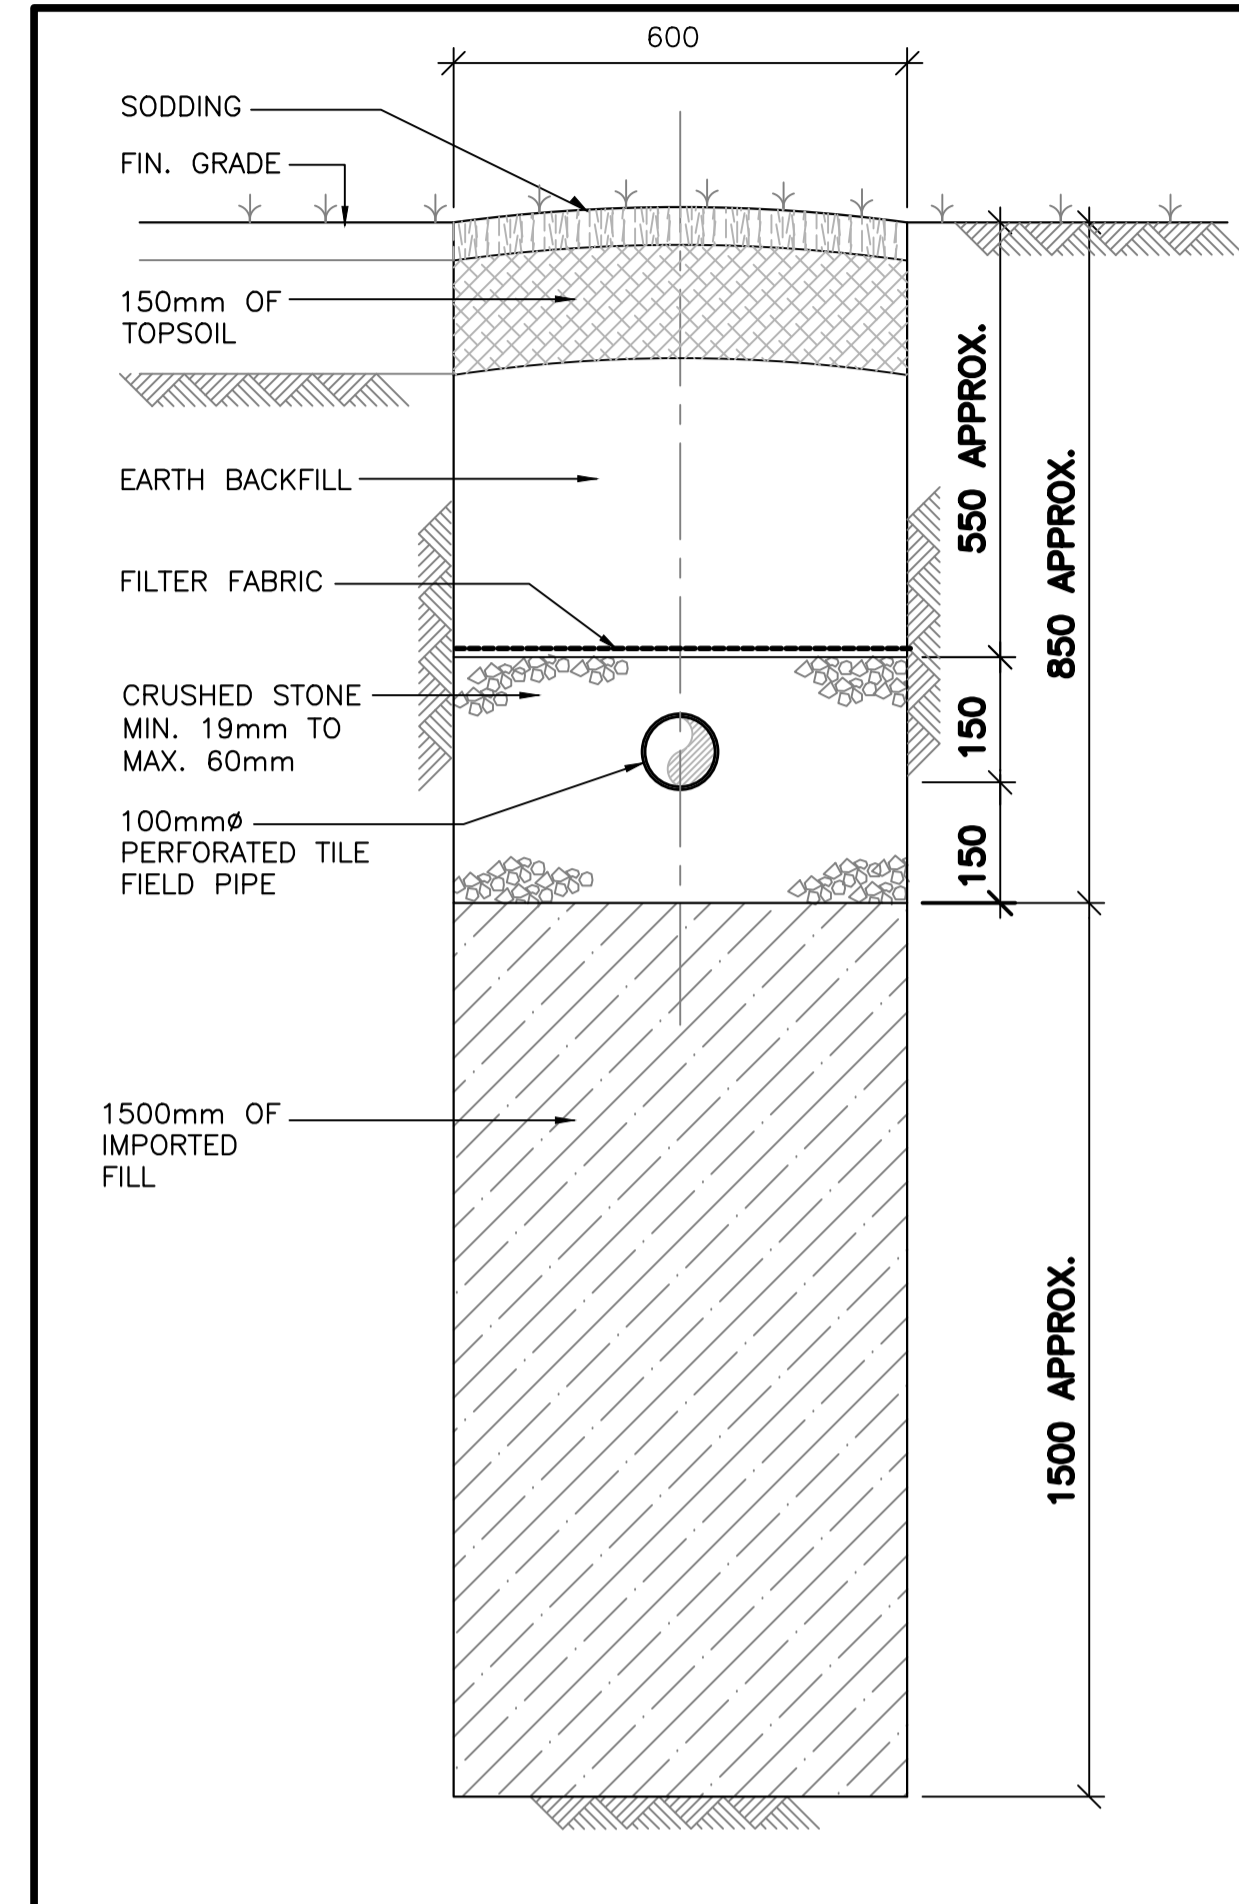 600
SODDING
FIN. GRADE
150mm OF
TOPSOIL
EARTH BACKFILL
FILTER FABRIC
CRUSHED STONE
MIN. 19mm TO
MAX. 60mm
100mmø
PERFORATED TILE
FIELD PIPE
1500mm OF
IMPORTED
FILL
550 APPROX.
850 APPROX.
150
150
1500 APPROX.